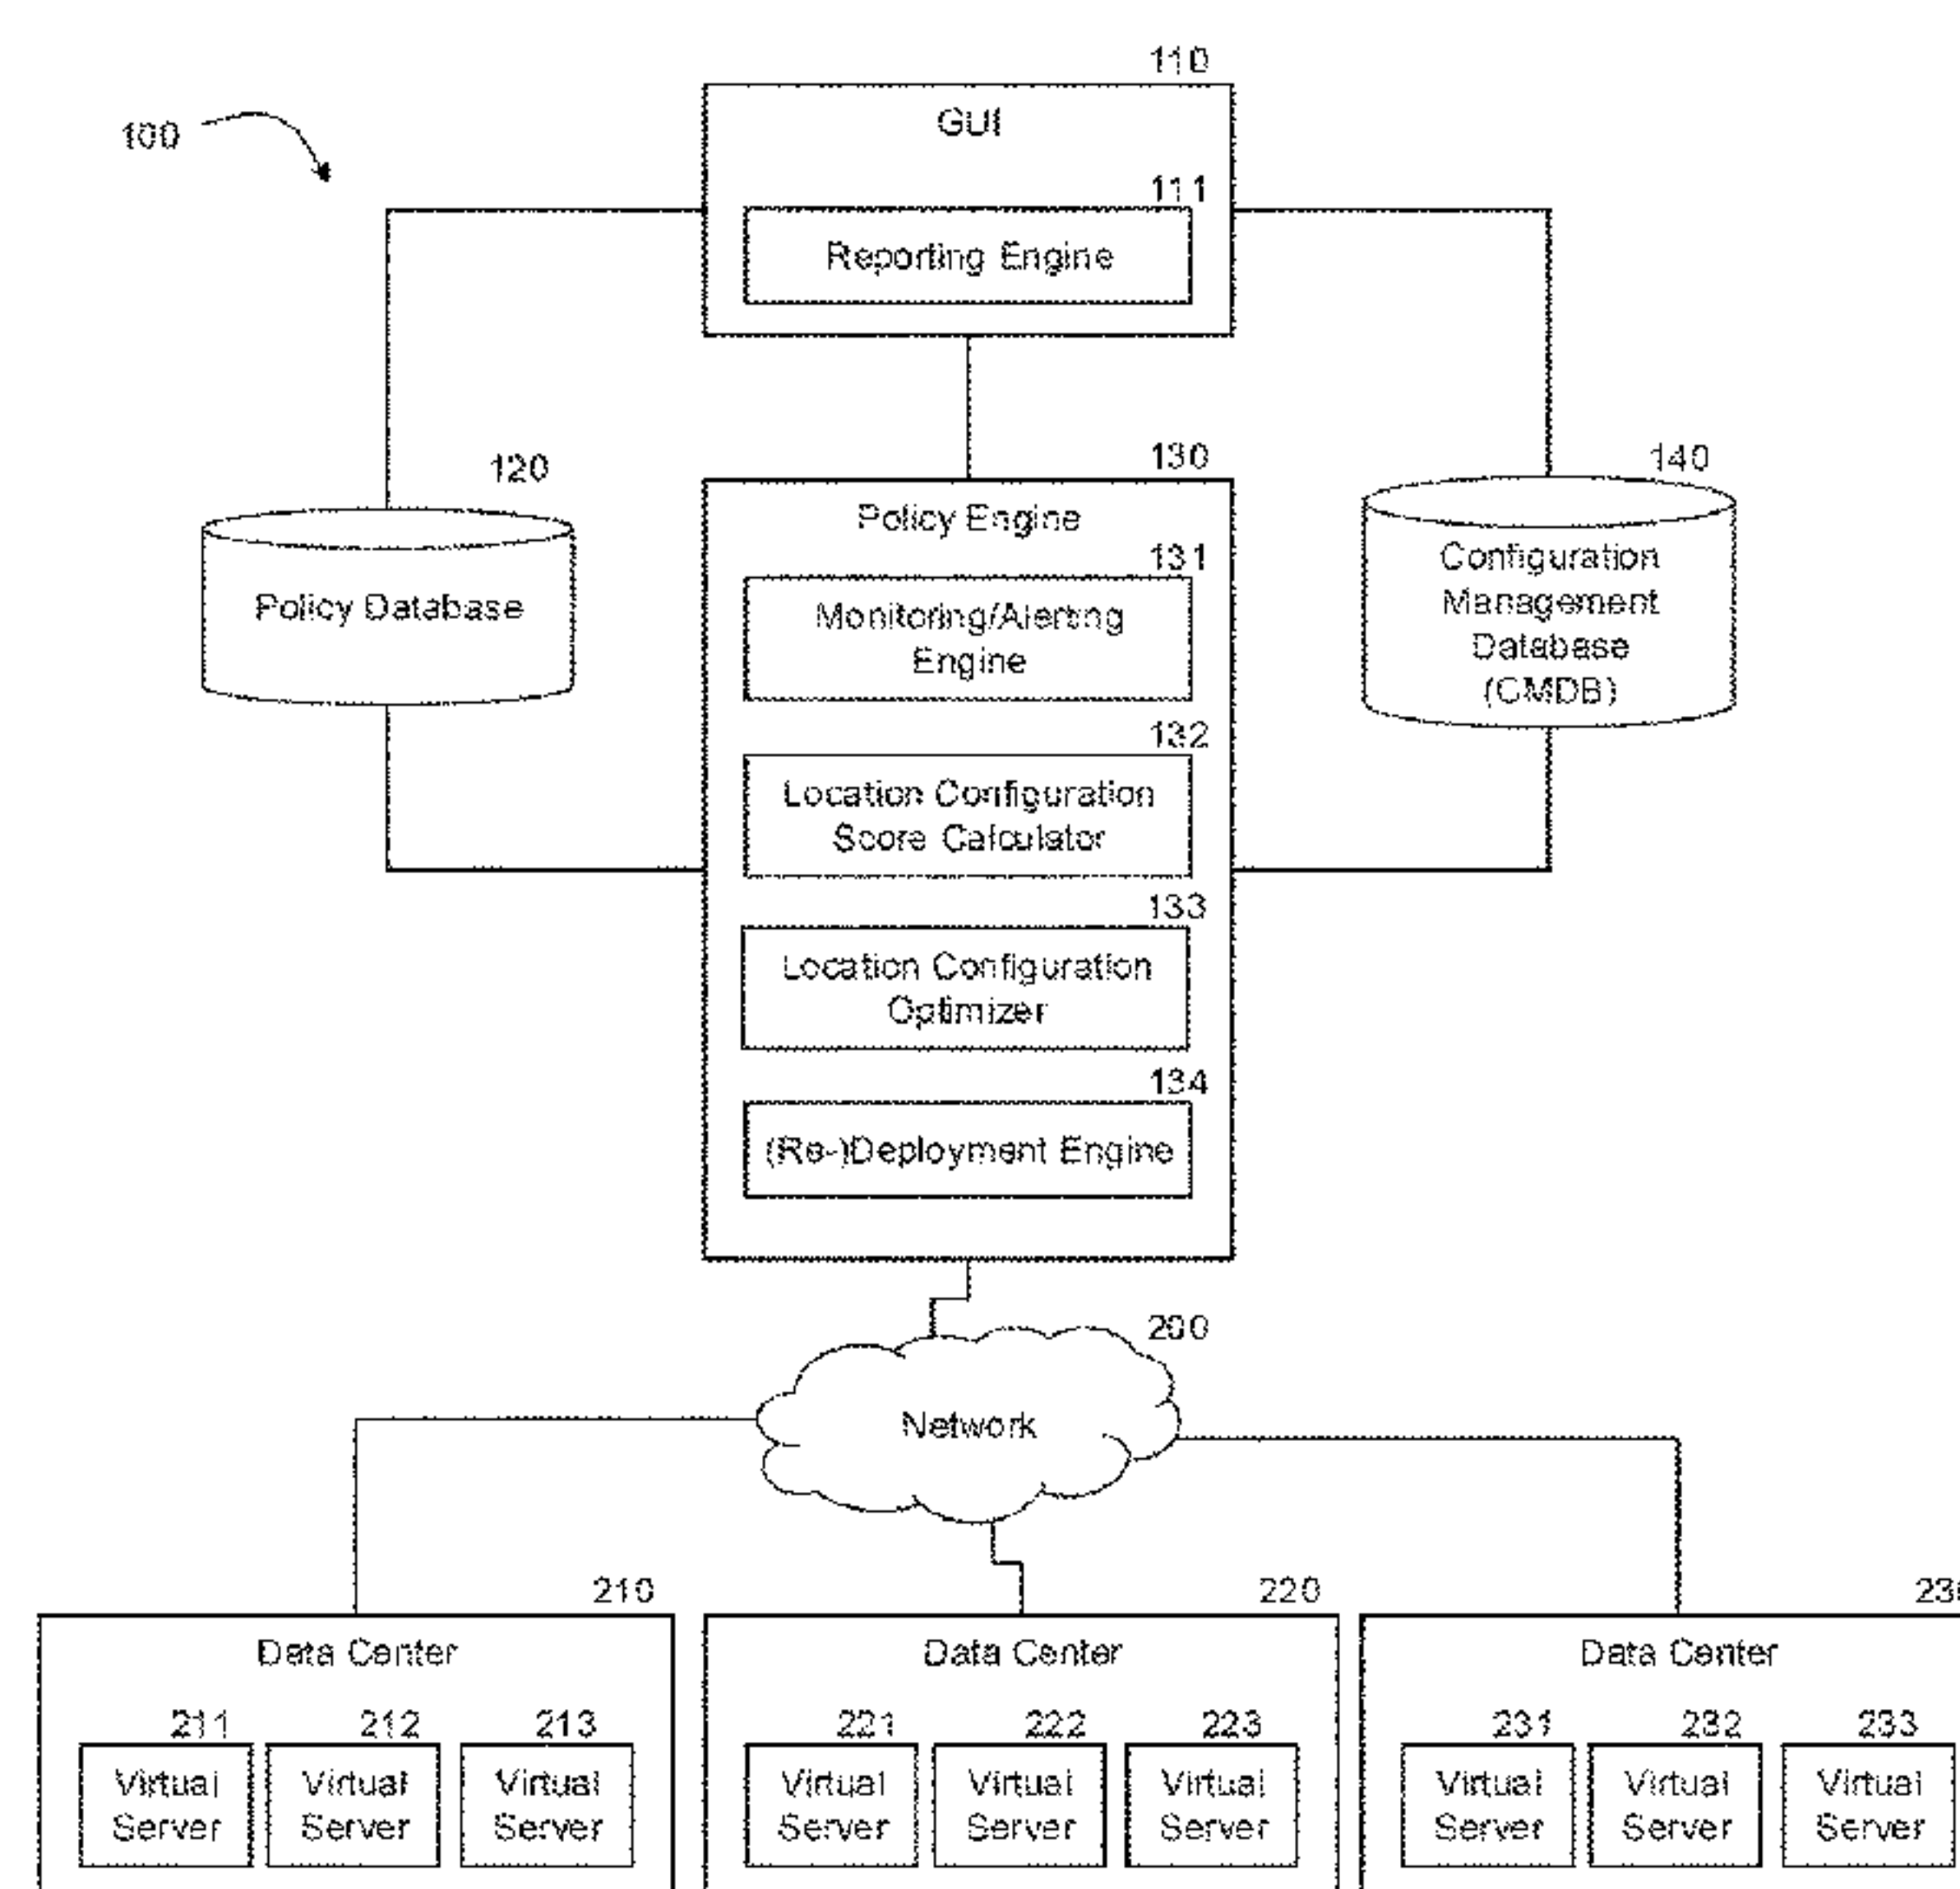 110
GUI
100
111
Reporting Engine
120
130
140
Policy Database
Policy Engine
131
Monitoring/Alerting
Engine
Configuration
Management
Database
(CMDB)
132
Location Configuration
Score Calculator
133
Location Configuration
Optimizer
134
(Re-)Deployment Engine
200
Network
210
220
Data Center
Data Center
Data Center
211 212 213
221 222 223
231 232 233
Virtual Virtual Virtual
Server Server Server
Virtual Virtual Virtual
Server Server Server
Virtual Virtual Virtual
Server Server Server